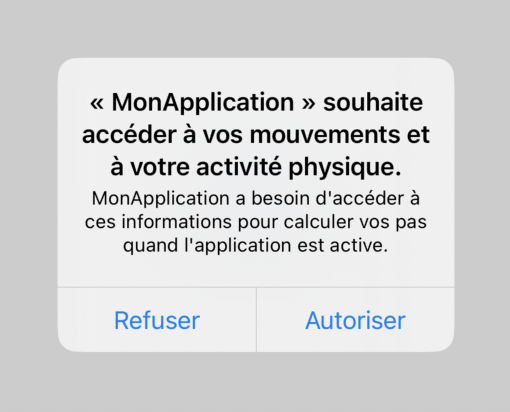 « MonApplication » souhaite
accéder à vos mouvements et
à votre activité physique.
MonApplication a besoin d'accéder à
ces informations pour calculer vos pas
quand l'application est active.
Refuser
Autoriser